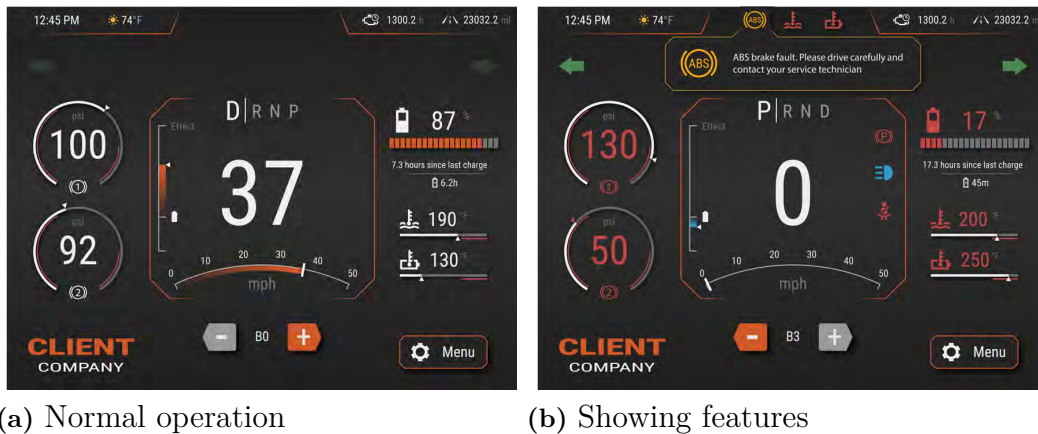 12:45 PM 74°F 1300.2 h 23032.2 mi
psi
100
(1)
psi
92
(2)
Effect
D|R N P
37
0 10 20 30 40 50
mph
87 %
7.3 hours since last charge
6.2h
190 °F
130 °F
- B0 +
CLIENT
COMPANY
Menu
(a) Normal operation
12:45 PM 74°F (ABS) 1300.2 h 23032.2 mi
(ABS) ABS brake fault. Please drive carefully and
contact your service technician
psi
130
(1)
psi
50
(2)
Effect
P|R N D
0
(P)
0 10 20 30 40 50
mph
17 %
17.3 hours since last charge
45m
200 °F
250 °F
- B3 +
CLIENT
COMPANY
Menu
(b) Showing features